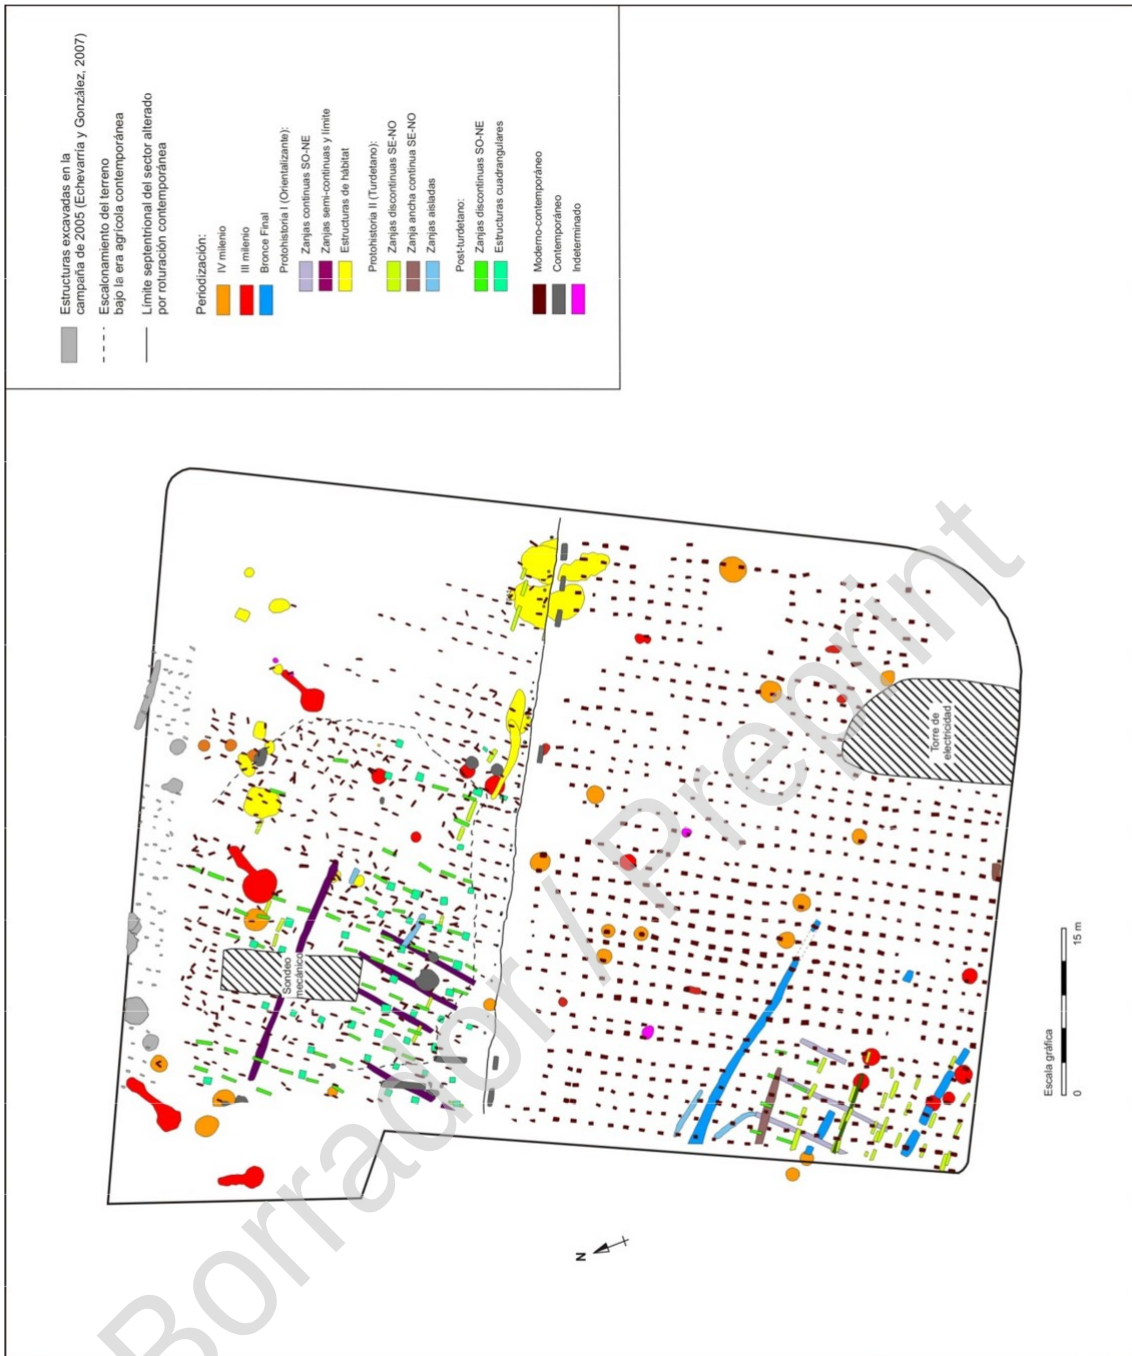 Estructuras excavadas en la
campaña de 2005 (Echevarría y González, 2007)
Escalonamiento del terreno
bajo la era agrícola contemporánea
Límite septentrional del sector alterado
por roturación contemporánea
Periodización:
IV milenio
III milenio
Bronce Final
Protohistoria I (Orientalizante):
Zanjas continuas SO-NE
Zanjas semi-continuas y límite
Estructuras de hábitat
Protohistoria II (Turdetano):
Zanjas discontinuas SE-NO
Zanja ancha continua SE-NO
Zanjas aisladas
Post-turdetano:
Zanjas discontinuas SO-NE
Estructuras cuadrangulares
Moderno-contemporáneo
Contemporáneo
Indeterminado
Sondeo
mecánico
Torre de
electricidad
N
Escala gráfica
0 15 m
Borrador / Preprint